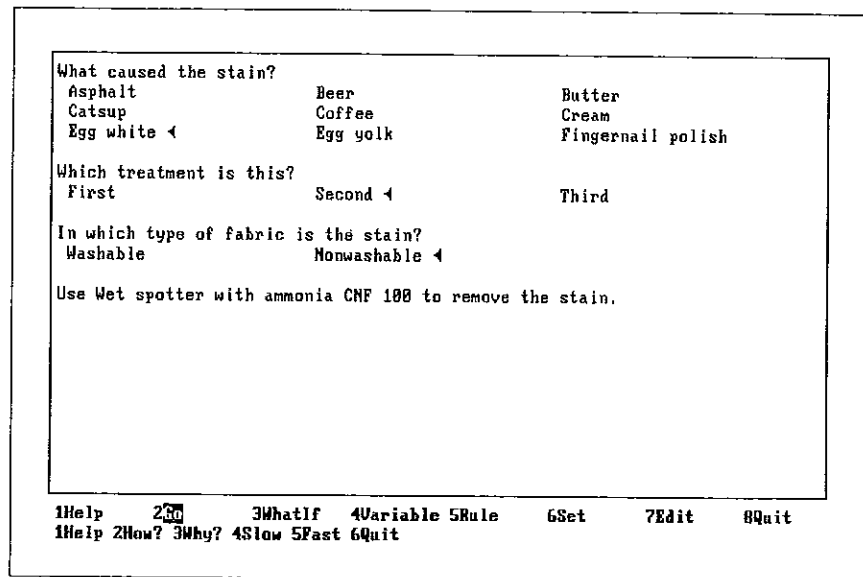 What caused the stain?
Asphalt Beer Butter
Catsup Coffee Cream
Egg white ◄ Egg yolk Fingernail polish
Which treatment is this?
First Second ◄ Third
In which type of fabric is the stain?
Washable Nonwashable ◄
Use Wet spotter with ammonia CNF 100 to remove the stain.
1Help 2Go 3WhatIf 4Variable 5Rule 6Set 7Edit 8Quit
1Help 2How? 3Why? 4Slow 5Fast 6Quit